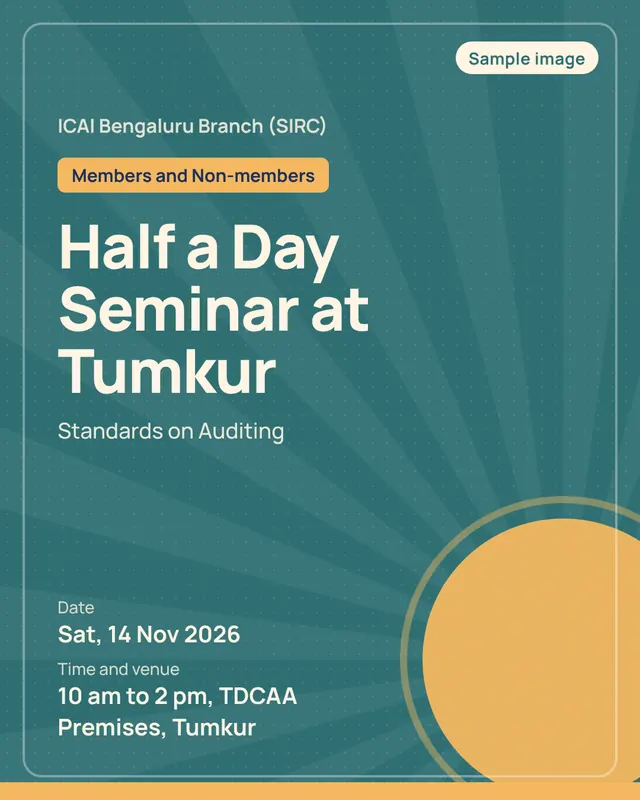 Sample image
ICAI Bengaluru Branch (SIRC)
Members and Non-members
Half a Day
Seminar at
Tumkur
Standards on Auditing
Date
Sat, 14 Nov 2026
Time and venue
10 am to 2 pm, TDCAA
Premises, Tumkur